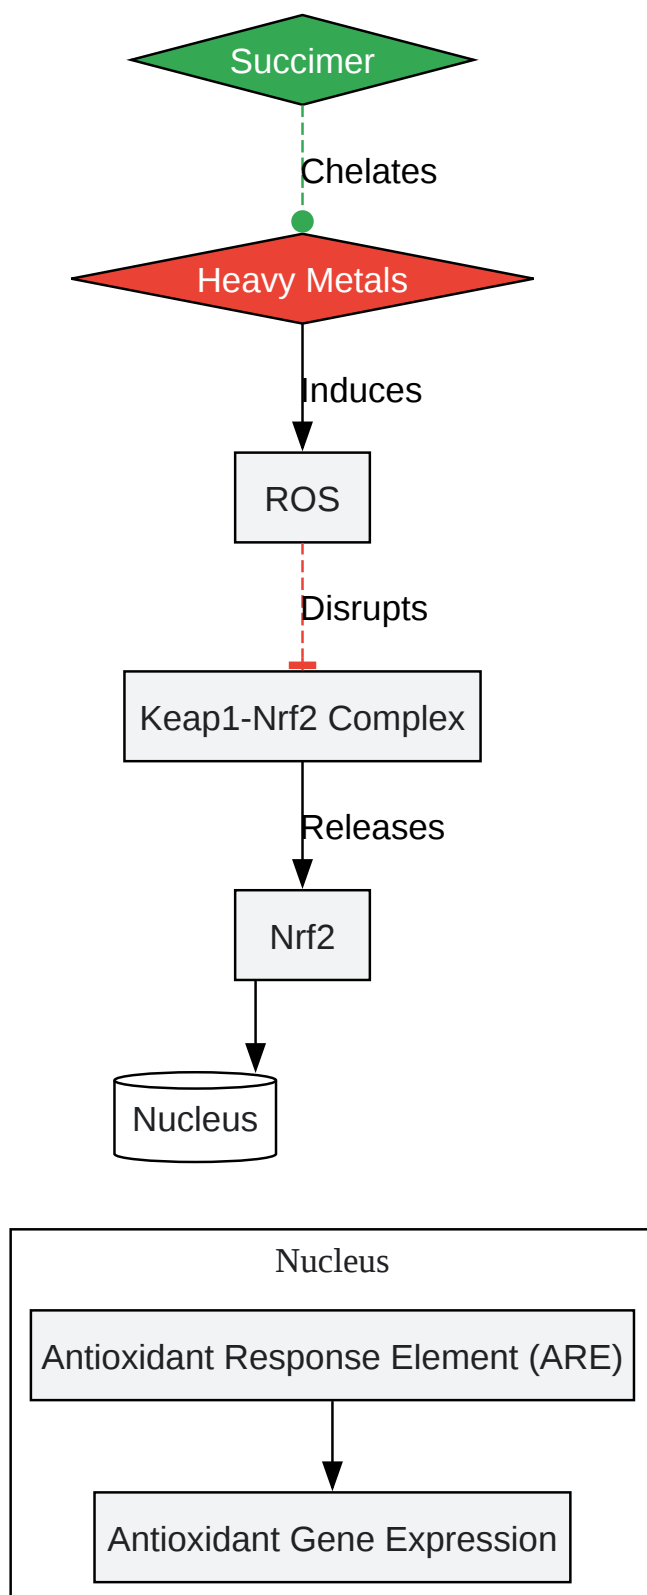 Succimer
Chelates
Heavy Metals
Induces
ROS
Disrupts
Keap1-Nrf2 Complex
Releases
Nrf2
Nucleus
Nucleus
Antioxidant Response Element (ARE)
Antioxidant Gene Expression